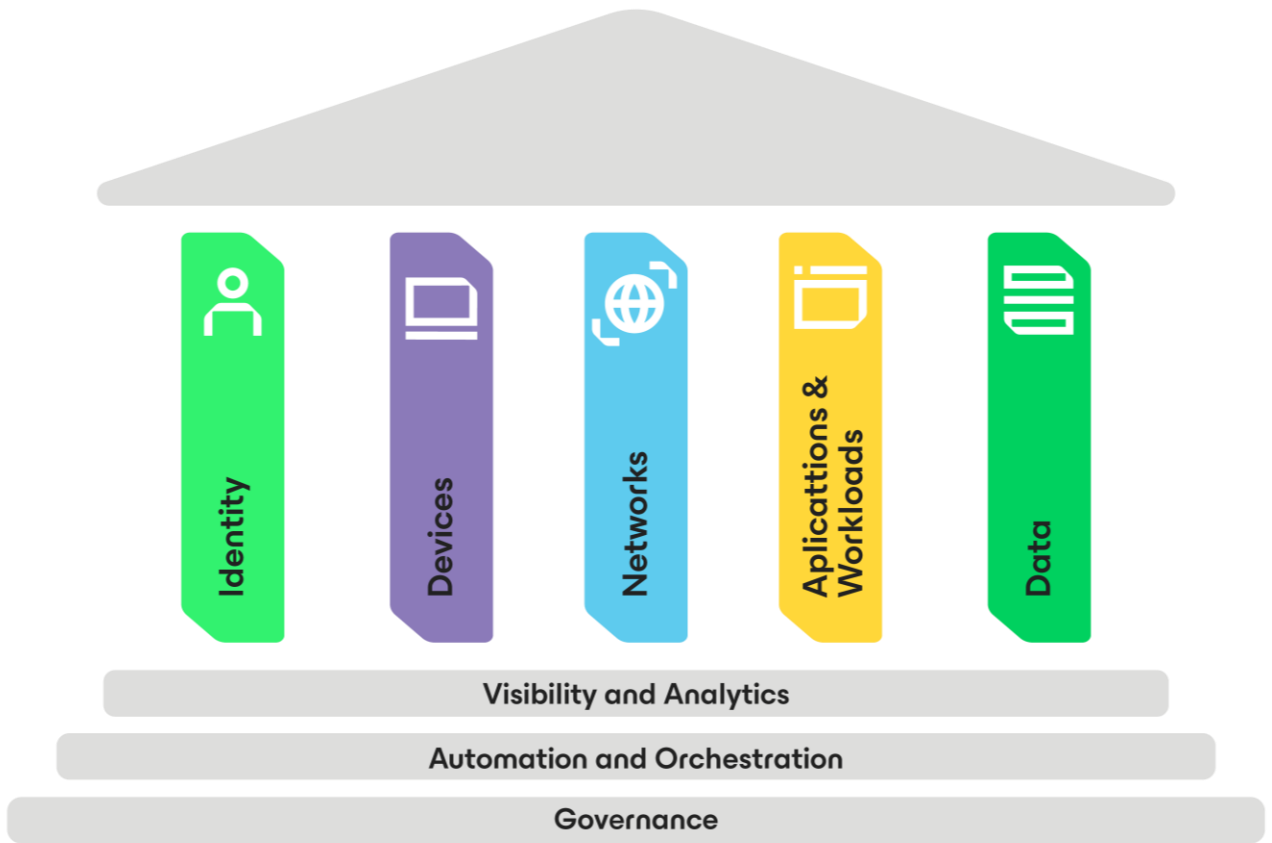 Identity
Devices
Networks
Aplicattions &
Workloads
Data
Visibility and Analytics
Automation and Orchestration
Governance